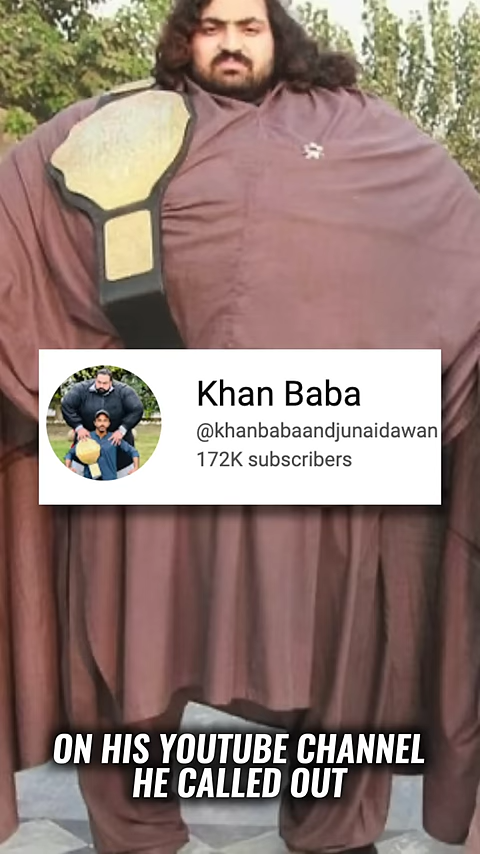 Khan Baba
@khanbabaandjunaidawan
172K subscribers
ON HIS YOUTUBE CHANNEL
HE CALLED OUT